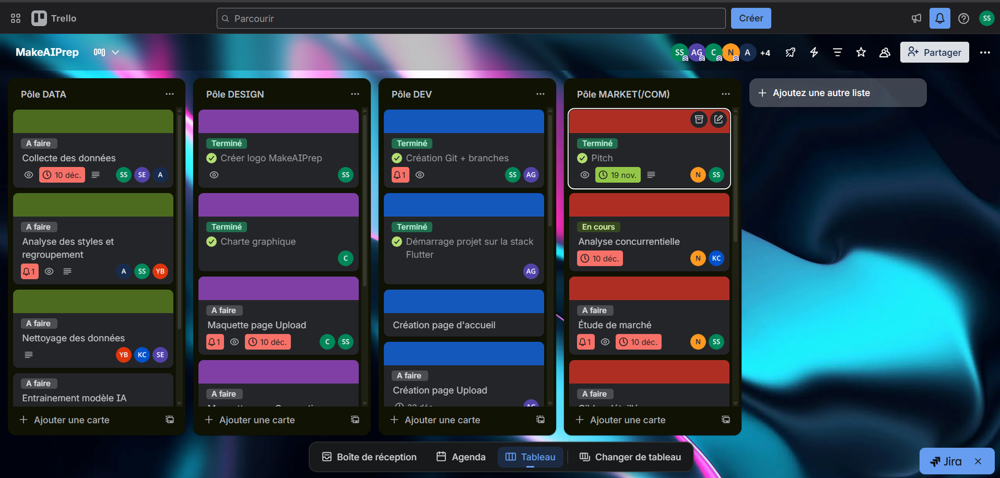 Trello
Parcourir
Créer
SS
MakeAIPrep
SS AG C N A +4
Partager
Pôle DATA
A faire
Collecte des données
10 déc.
SS SE A
A faire
Analyse des styles et
regroupement
1
A SS YB
A faire
Nettoyage des données
YB KC SE
A faire
Entrainement modèle IA
Ajouter une carte
Pôle DESIGN
Terminé
Créer logo MakeAIPrep
SS
Terminé
Charte graphique
C
A faire
Maquette page Upload
1 10 déc.
C SS
A faire
Ajouter une carte
Pôle DEV
Terminé
Création Git + branches
1
SS AG
Terminé
Démarrage projet sur la stack
Flutter
AG
Création page d'accueil
A faire
Création page Upload
AG
Ajouter une carte
Pôle MARKET(/COM)
Terminé
Pitch
19 nov.
N SS
En cours
Analyse concurrentielle
10 déc.
N KC
A faire
Étude de marché
1 10 déc.
N SS
A faire
Ajouter une carte
Ajoutez une autre liste
Boîte de réception
Agenda
Tableau
Changer de tableau
Jira